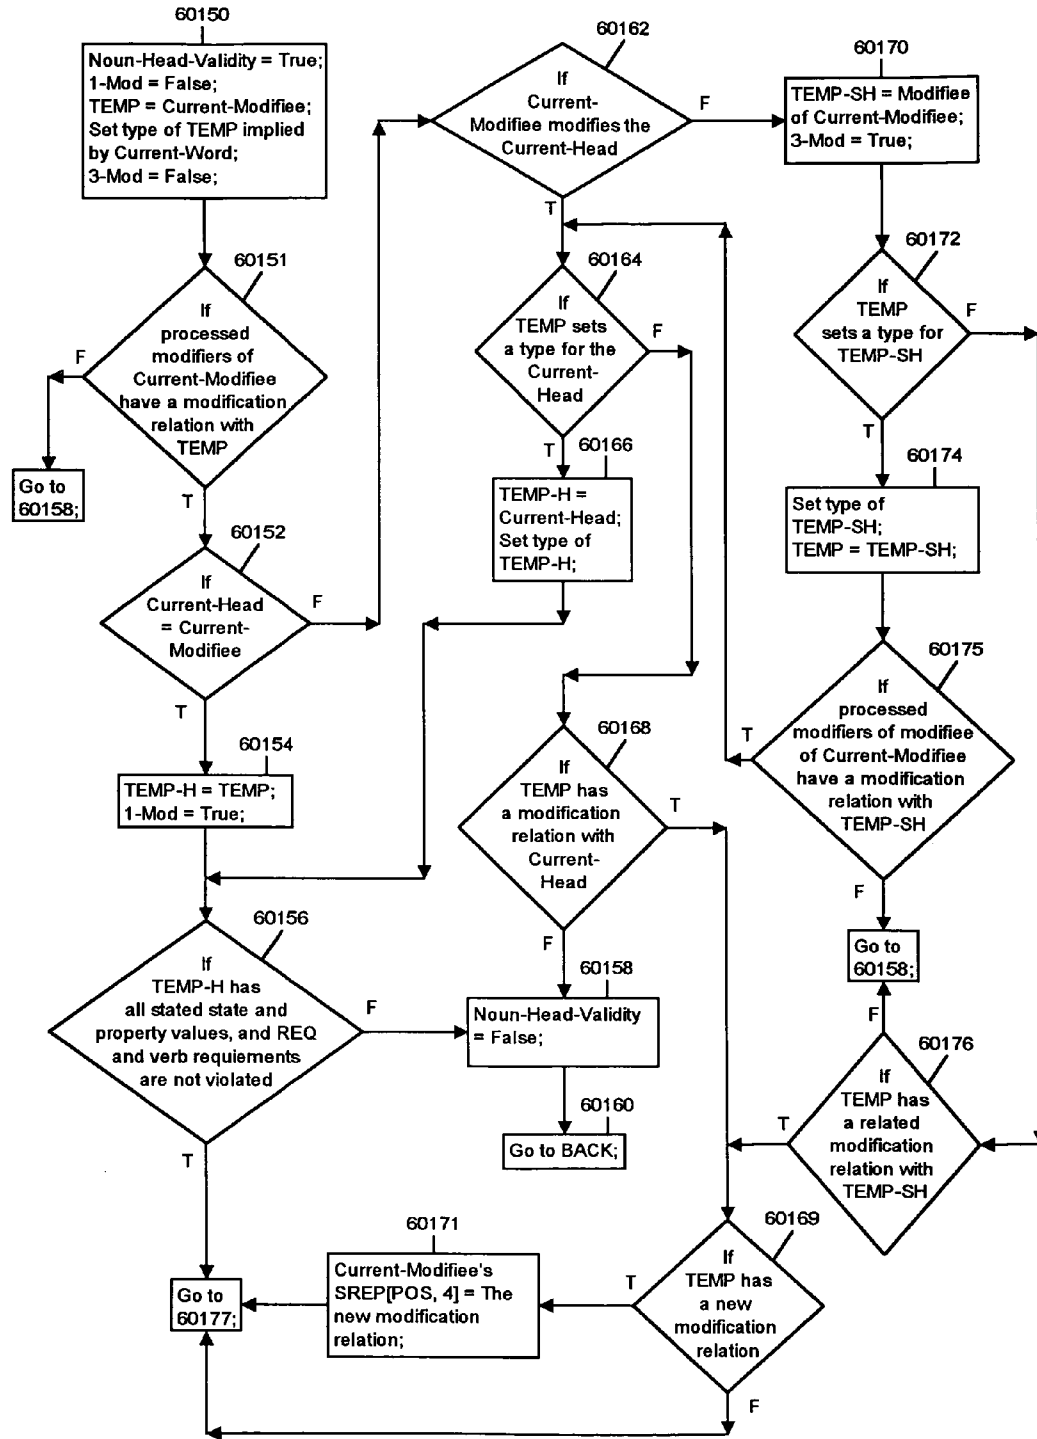 60150
Noun-Head-Validity = True;
1-Mod = False;
TEMP = Current-Modifiee;
Set type of TEMP implied
by Current-Word;
3-Mod = False;
60151
If
processed
modifiers of
Current-Modifiee
have a modification
relation with
TEMP
F
T
Go to
60158;
60152
If
Current-Head
= Current-
Modifiee
F
T
60154
TEMP-H = TEMP;
1-Mod = True;
60156
If
TEMP-H has
all stated state and
property values, and REQ
and verb requiements
are not violated
F
T
Go to
60177;
60162
If
Current-
Modifiee modifies the
Current-Head
F
T
60164
If
TEMP sets
a type for the
Current-
Head
F
T
60166
TEMP-H =
Current-Head;
Set type of
TEMP-H;
60168
If
TEMP has
a modification
relation with
Current-
Head
T
F
60158
Noun-Head-Validity
= False;
60160
Go to BACK;
60171
Current-Modifiee's
SREP[POS, 4] = The
new modification
relation;
60169
If
TEMP has
a new
modification
relation
T
F
60170
TEMP-SH = Modifiee
of Current-Modifiee;
3-Mod = True;
60172
If
TEMP
sets a type for
TEMP-SH
F
T
60174
Set type of
TEMP-SH;
TEMP = TEMP-SH;
60175
If
processed
modifiers of modifiee
of Current-Modifiee
have a modification
relation with
TEMP-SH
T
F
Go to
60158;
F
60176
If
TEMP has
a related
modification
relation with
TEMP-SH
T